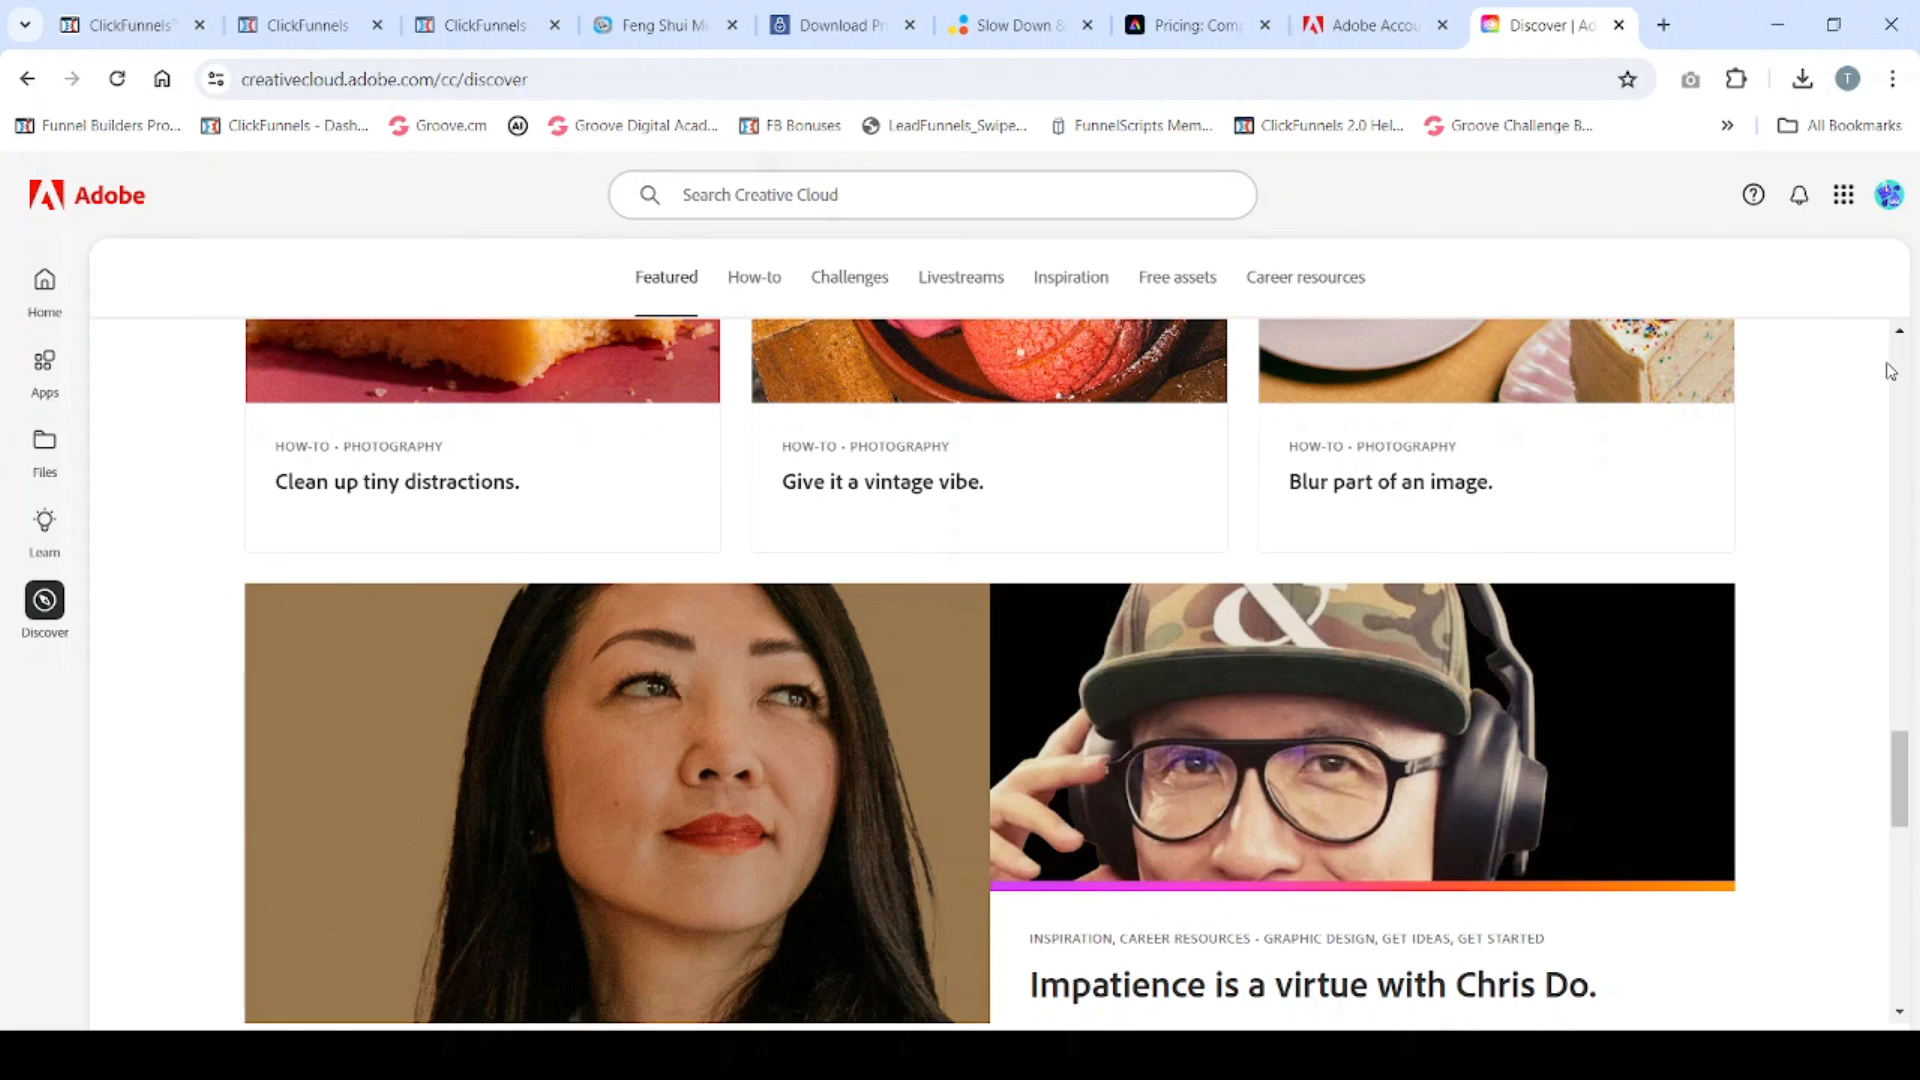 ClickFunnels™
ClickFunnels
ClickFunnels
Feng Shui Mi
Download Pri
Slow Down &
Pricing: Comp
Adobe Accou
Discover | Ad
creativecloud.adobe.com/cc/discover
Funnel Builders Pro...
ClickFunnels - Dash...
Groove.cm
AI
Groove Digital Acad...
FB Bonuses
LeadFunnels_Swipe...
FunnelScripts Mem...
ClickFunnels 2.0 Hel...
Groove Challenge B...
»
All Bookmarks
T
Adobe
Search Creative Cloud
Home
Apps
Files
Learn
Discover
Featured
How-to
Challenges
Livestreams
Inspiration
Free assets
Career resources
HOW-TO - PHOTOGRAPHY
Clean up tiny distractions.
HOW-TO - PHOTOGRAPHY
Give it a vintage vibe.
HOW-TO - PHOTOGRAPHY
Blur part of an image.
&
INSPIRATION, CAREER RESOURCES - GRAPHIC DESIGN, GET IDEAS, GET STARTED
Impatience is a virtue with Chris Do.